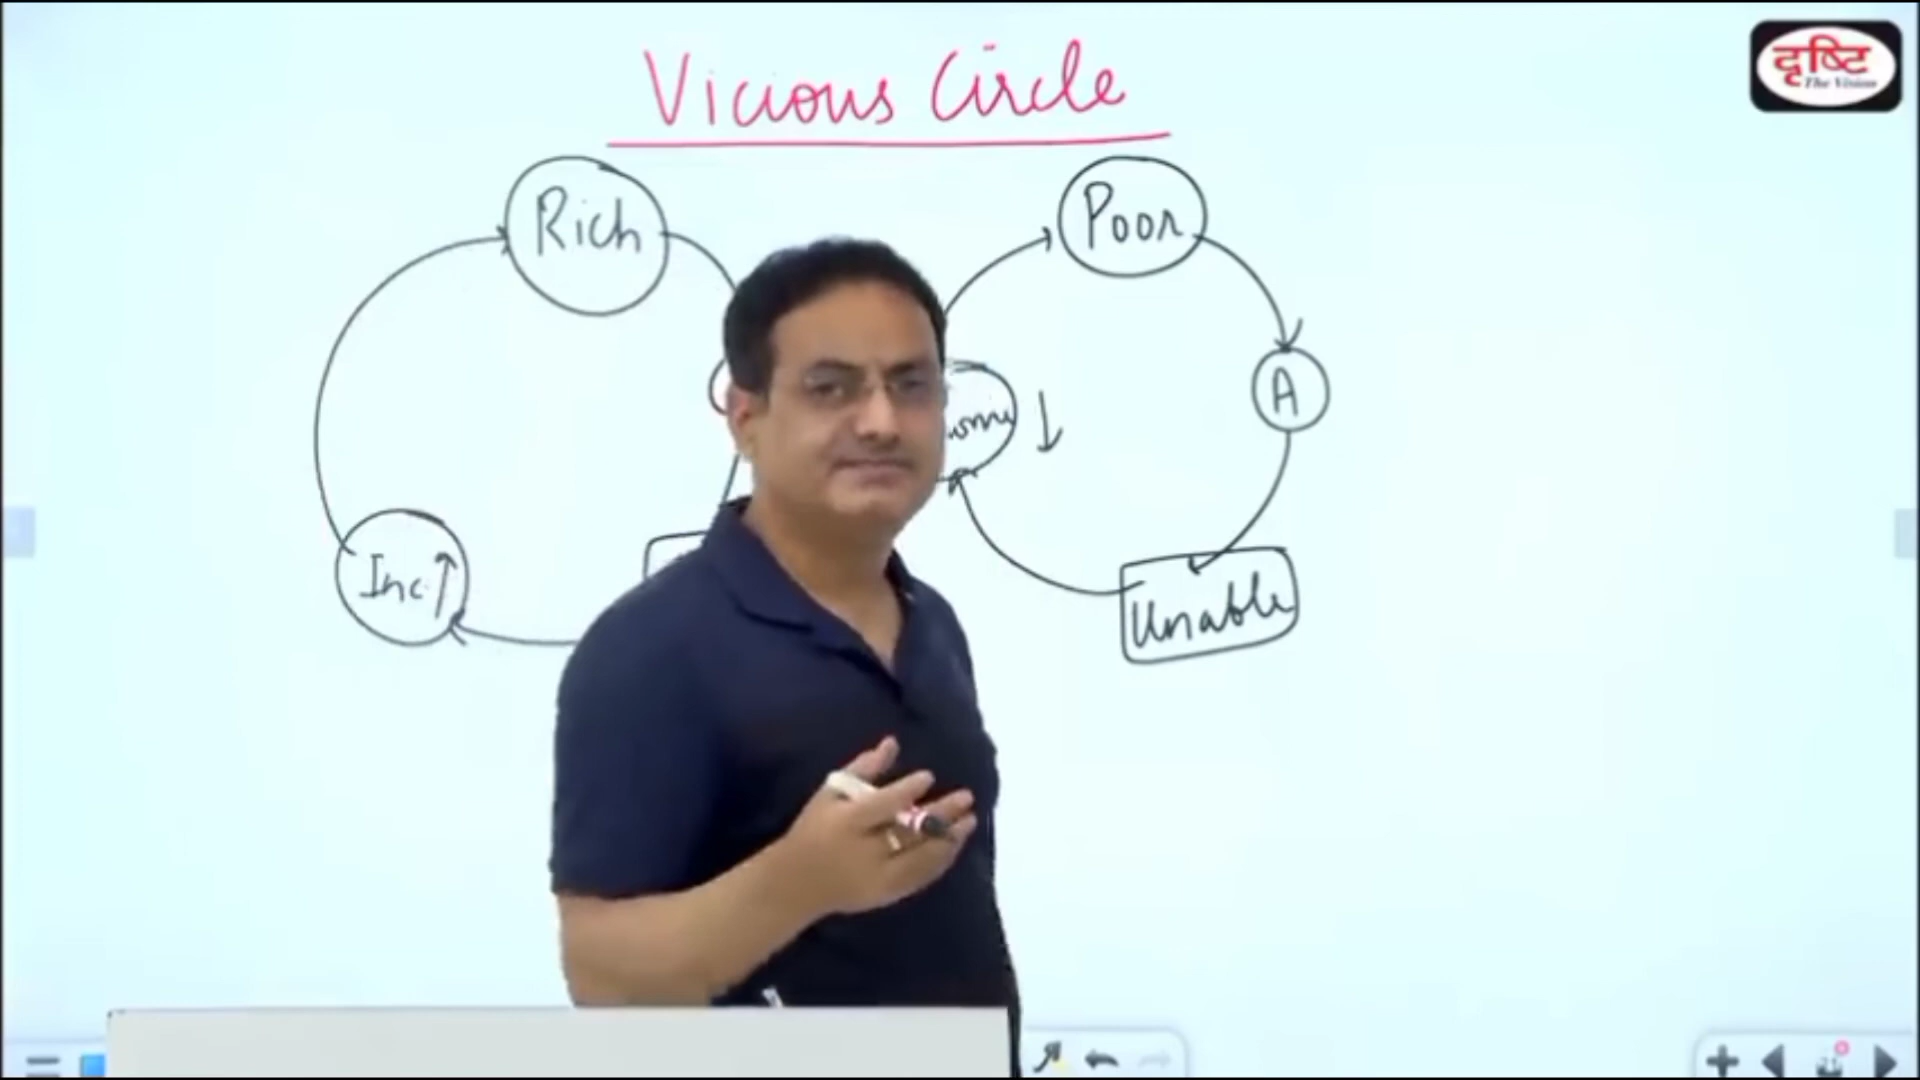 Vicious Circle
दृष्टि
The Vision
Rich
Poor
A
Inc↑
↓
Unable